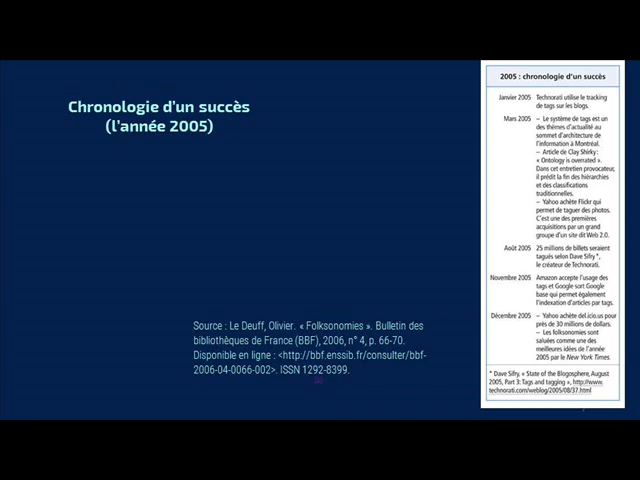 Chronologie d'un succès
(l'année 2005)
Source : Le Deuff, Olivier. « Folksonomies ». Bulletin des
bibliothèques de France (BBF), 2006, n° 4, p. 66-70.
Disponible en ligne : <http://bbf.enssib.fr/consulter/bbf-
2006-04-0066-002>. ISSN 1292-8399.
2005 : chronologie d'un succès
Janvier 2005 Technorati utilise le tracking
de tags sur les blogs.
Mars 2005 – Le système de tags est un
des thèmes d'actualité au
sommet d'architecture de
l'information à Montréal.
– Article de Clay Shirky :
« Ontology is overrated ».
Dans cet entretien provocateur,
il prédit la fin des hiérarchies
et des classifications
traditionnelles.
– Yahoo achète Flickr qui
permet de taguer des photos.
C'est une des premières
acquisitions par un grand
groupe d'un site dit Web 2.0.
Août 2005 25 millions de billets seraient
tagués selon Dave Sifry *,
le créateur de Technorati.
Novembre 2005 Amazon accepte l'usage des
tags et Google sort Google
base qui permet également
l'indexation d'articles par tags.
Décembre 2005 – Yahoo achète del.icio.us pour
près de 30 millions de dollars.
– Les folksonomies sont
saluées comme une des
meilleures idées de l'année
2005 par le New York Times.
* Dave Sifry, « State of the Blogosphere, August
2005, Part 3: Tags and tagging », http://www.
technorati.com/weblog/2005/08/37.html